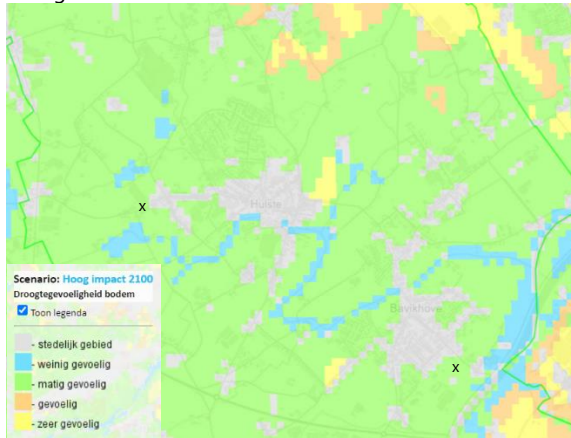 x
Hulste
Bavikhove
x
Scenario: Hoog impact 2100
Droogtegevoeligheid bodem
Toon legenda
- stedelijk gebied
- weinig gevoelig
- matig gevoelig
- gevoelig
- zeer gevoelig